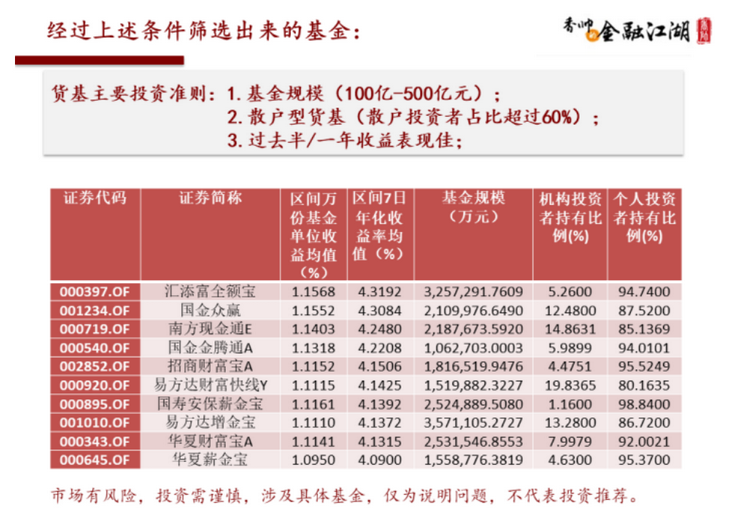 经过上述条件筛选出来的基金：
香帅的金融江湖
货基主要投资准则：1.基金规模（100亿-500亿元）；
2.散户型货基（散户投资者占比超过60%）；
3.过去半/一年收益表现佳；
证券代码 证券简称 区间万份基金单位收益均值（%） 区间7日年化收益率均值（%） 基金规模（万元） 机构投资者持有比例(%) 个人投资者持有比例(%)
000397.OF 汇添富全额宝 1.1568 4.3192 3,257,291.7609 5.2600 94.7400
001234.OF 国金众赢 1.1552 4.3084 2,109,976.6490 12.4800 87.5200
000719.OF 南方现金通E 1.1403 4.2480 2,187,673.5920 14.8631 85.1369
000540.OF 国金金腾通A 1.1318 4.2208 1,062,703.0003 5.9899 94.0101
002852.OF 招商财富宝A 1.1152 4.1506 1,816,519.9476 4.4751 95.5249
000920.OF 易方达财富快线Y 1.1115 4.1425 1,519,882.3227 19.8365 80.1635
000895.OF 国寿安保薪金宝 1.1161 4.1392 2,524,889.5080 1.1600 98.8400
001010.OF 易方达增金宝 1.1110 4.1372 3,571,105.2727 13.2800 86.7200
000343.OF 华夏财富宝A 1.1141 4.1315 2,531,546.8553 7.9979 92.0021
000645.OF 华夏薪金宝 1.0950 4.0900 1,558,776.3819 4.6300 95.3700
市场有风险，投资需谨慎，涉及具体基金，仅为说明问题，不代表投资推荐。